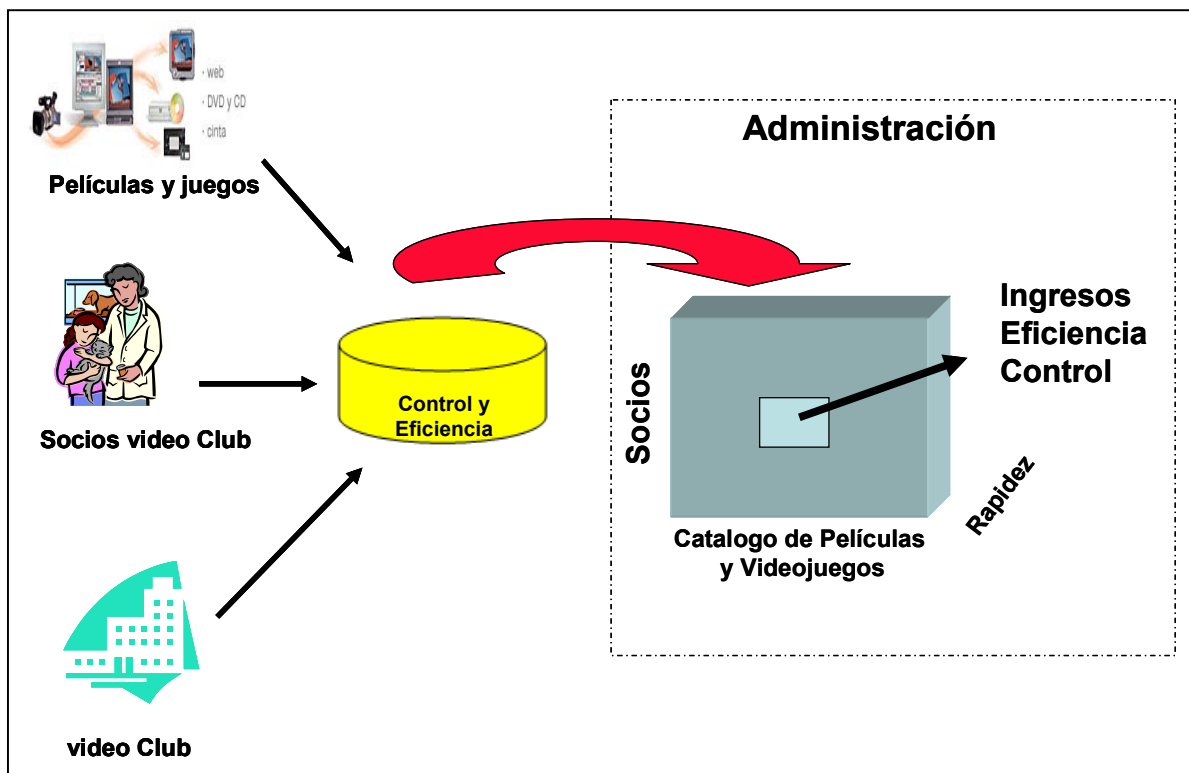 · web
· DVD y CD
· cinta
Películas y juegos
Socios video Club
video Club
Control y
Eficiencia
Administración
Socios
Catalogo de Películas
y Videojuegos
Rapidez
Ingresos
Eficiencia
Control